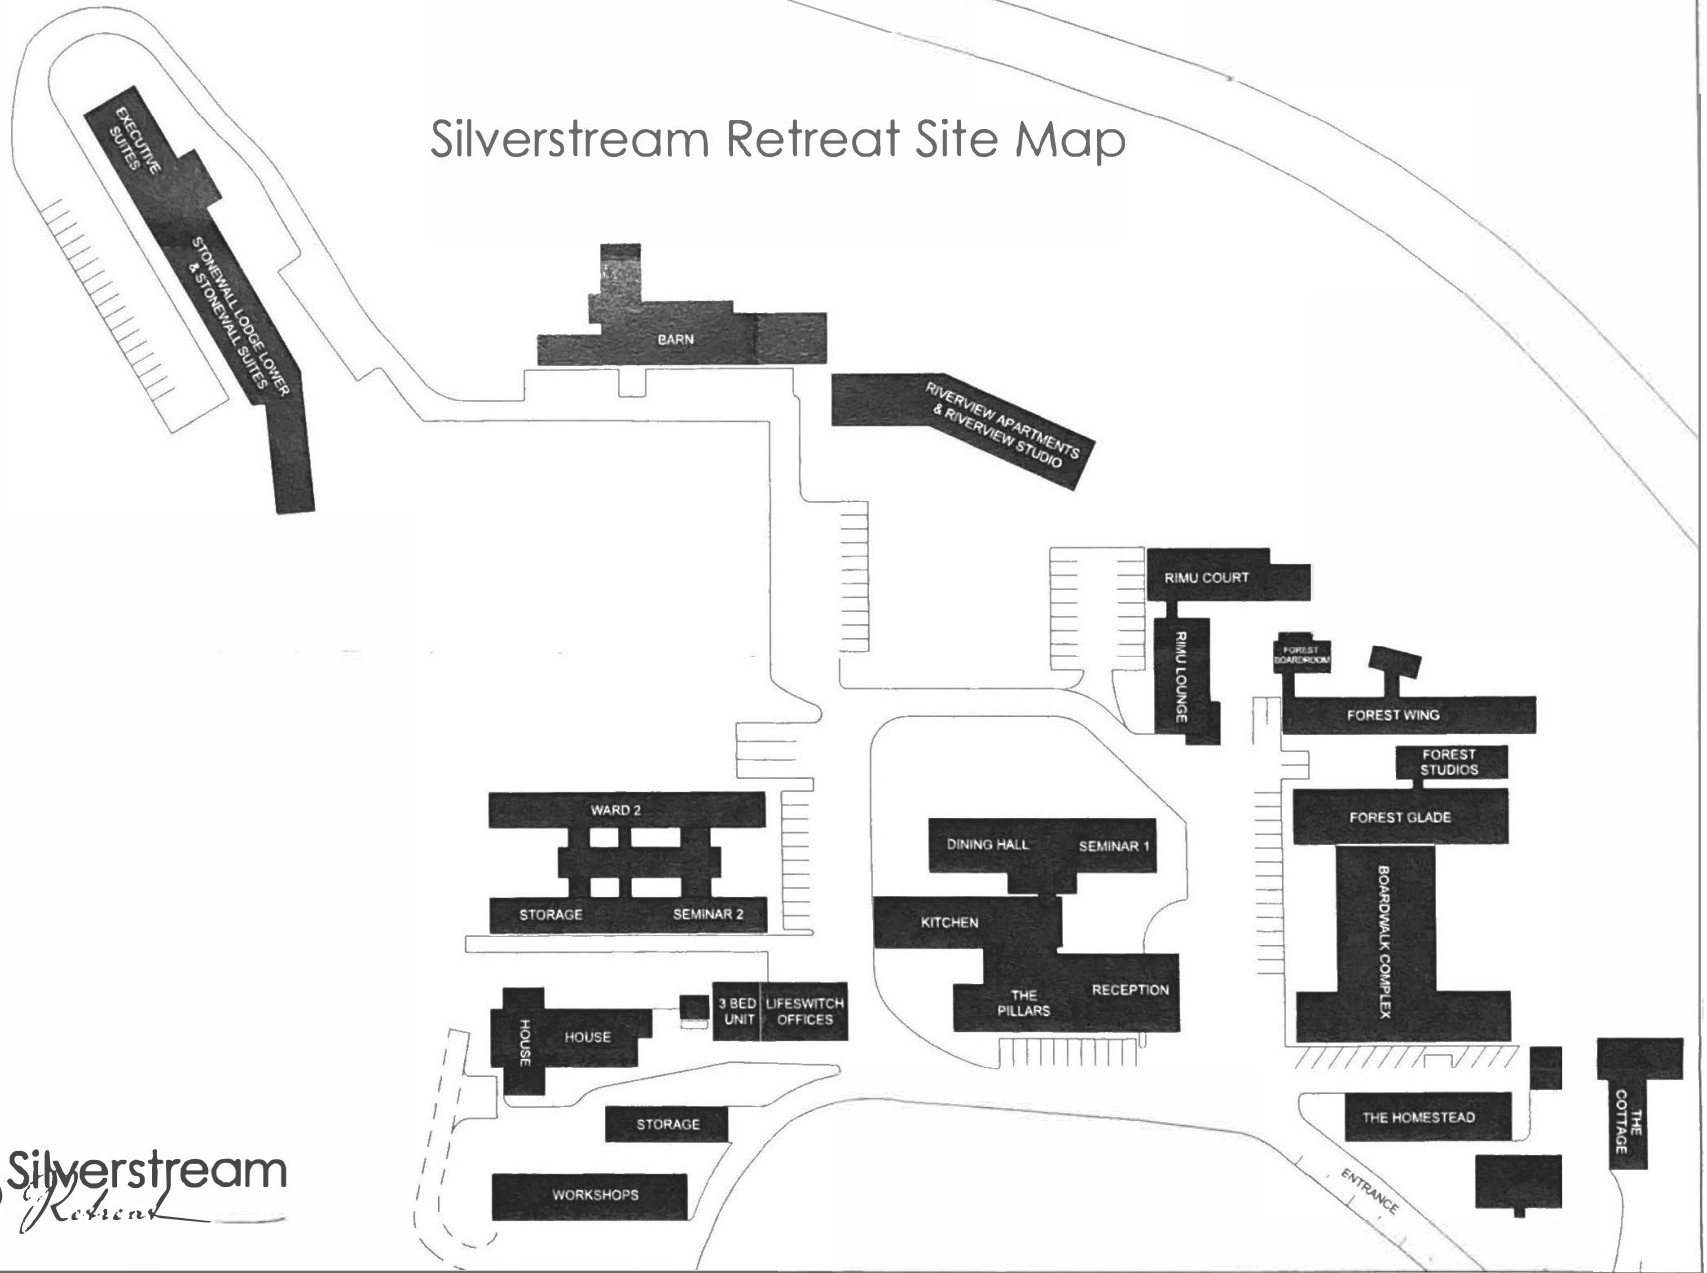 Silverstream Retreat Site Map
EXECUTIVE
SUITES
STONEWALL LODGE LOWER
& STONEWALL SUITES
BARN
RIVERVIEW APARTMENTS
& RIVERVIEW STUDIO
RIMU COURT
RIMU LOUNGE
FOREST
BOARDROOM
FOREST WING
FOREST
STUDIOS
FOREST GLADE
BOARDWALK COMPLEX
WARD 2
STORAGE
SEMINAR 2
DINING HALL
SEMINAR 1
KITCHEN
THE
PILLARS
RECEPTION
3 BED
UNIT
LIFESWITCH
OFFICES
HOUSE
HOUSE
STORAGE
WORKSHOPS
THE HOMESTEAD
THE
COTTAGE
ENTRANCE
Silverstream
Retreat